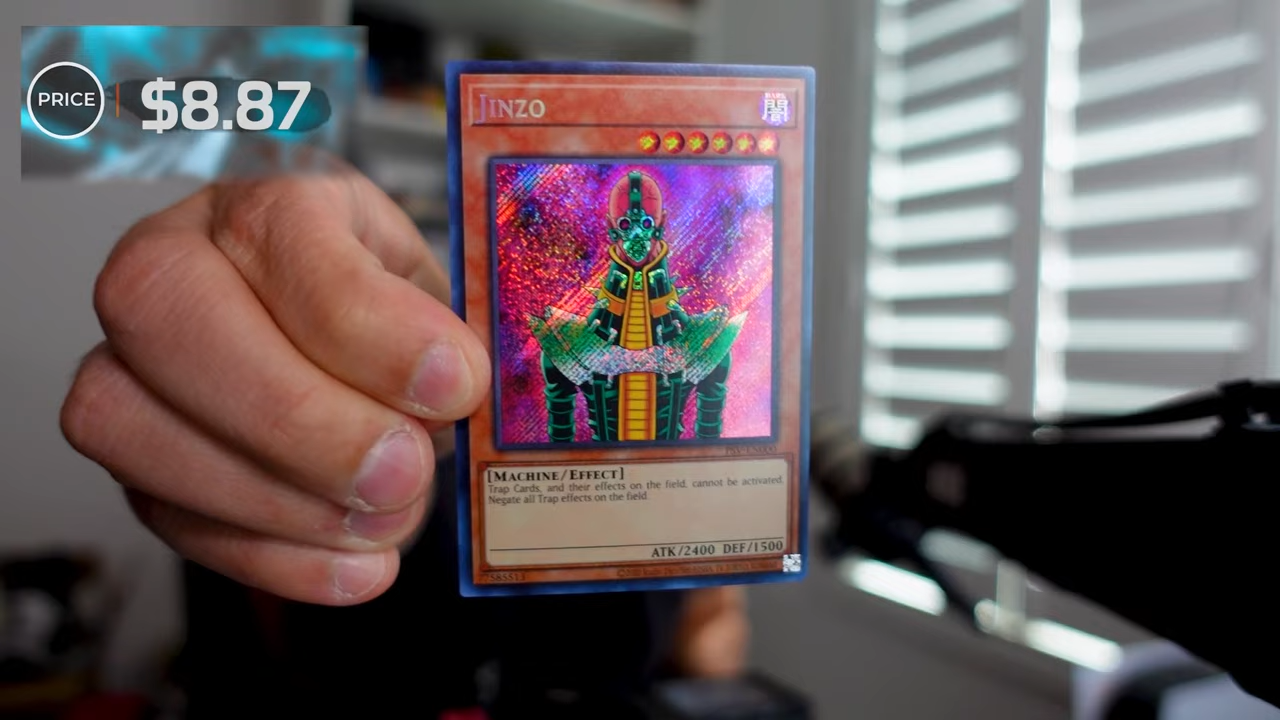 PRICE
$8.87
JINZO
闇
[MACHINE/EFFECT]
Trap Cards, and their effects on the field, cannot be activated.
Negate all Trap effects on the field.
ATK/2400 DEF/1500